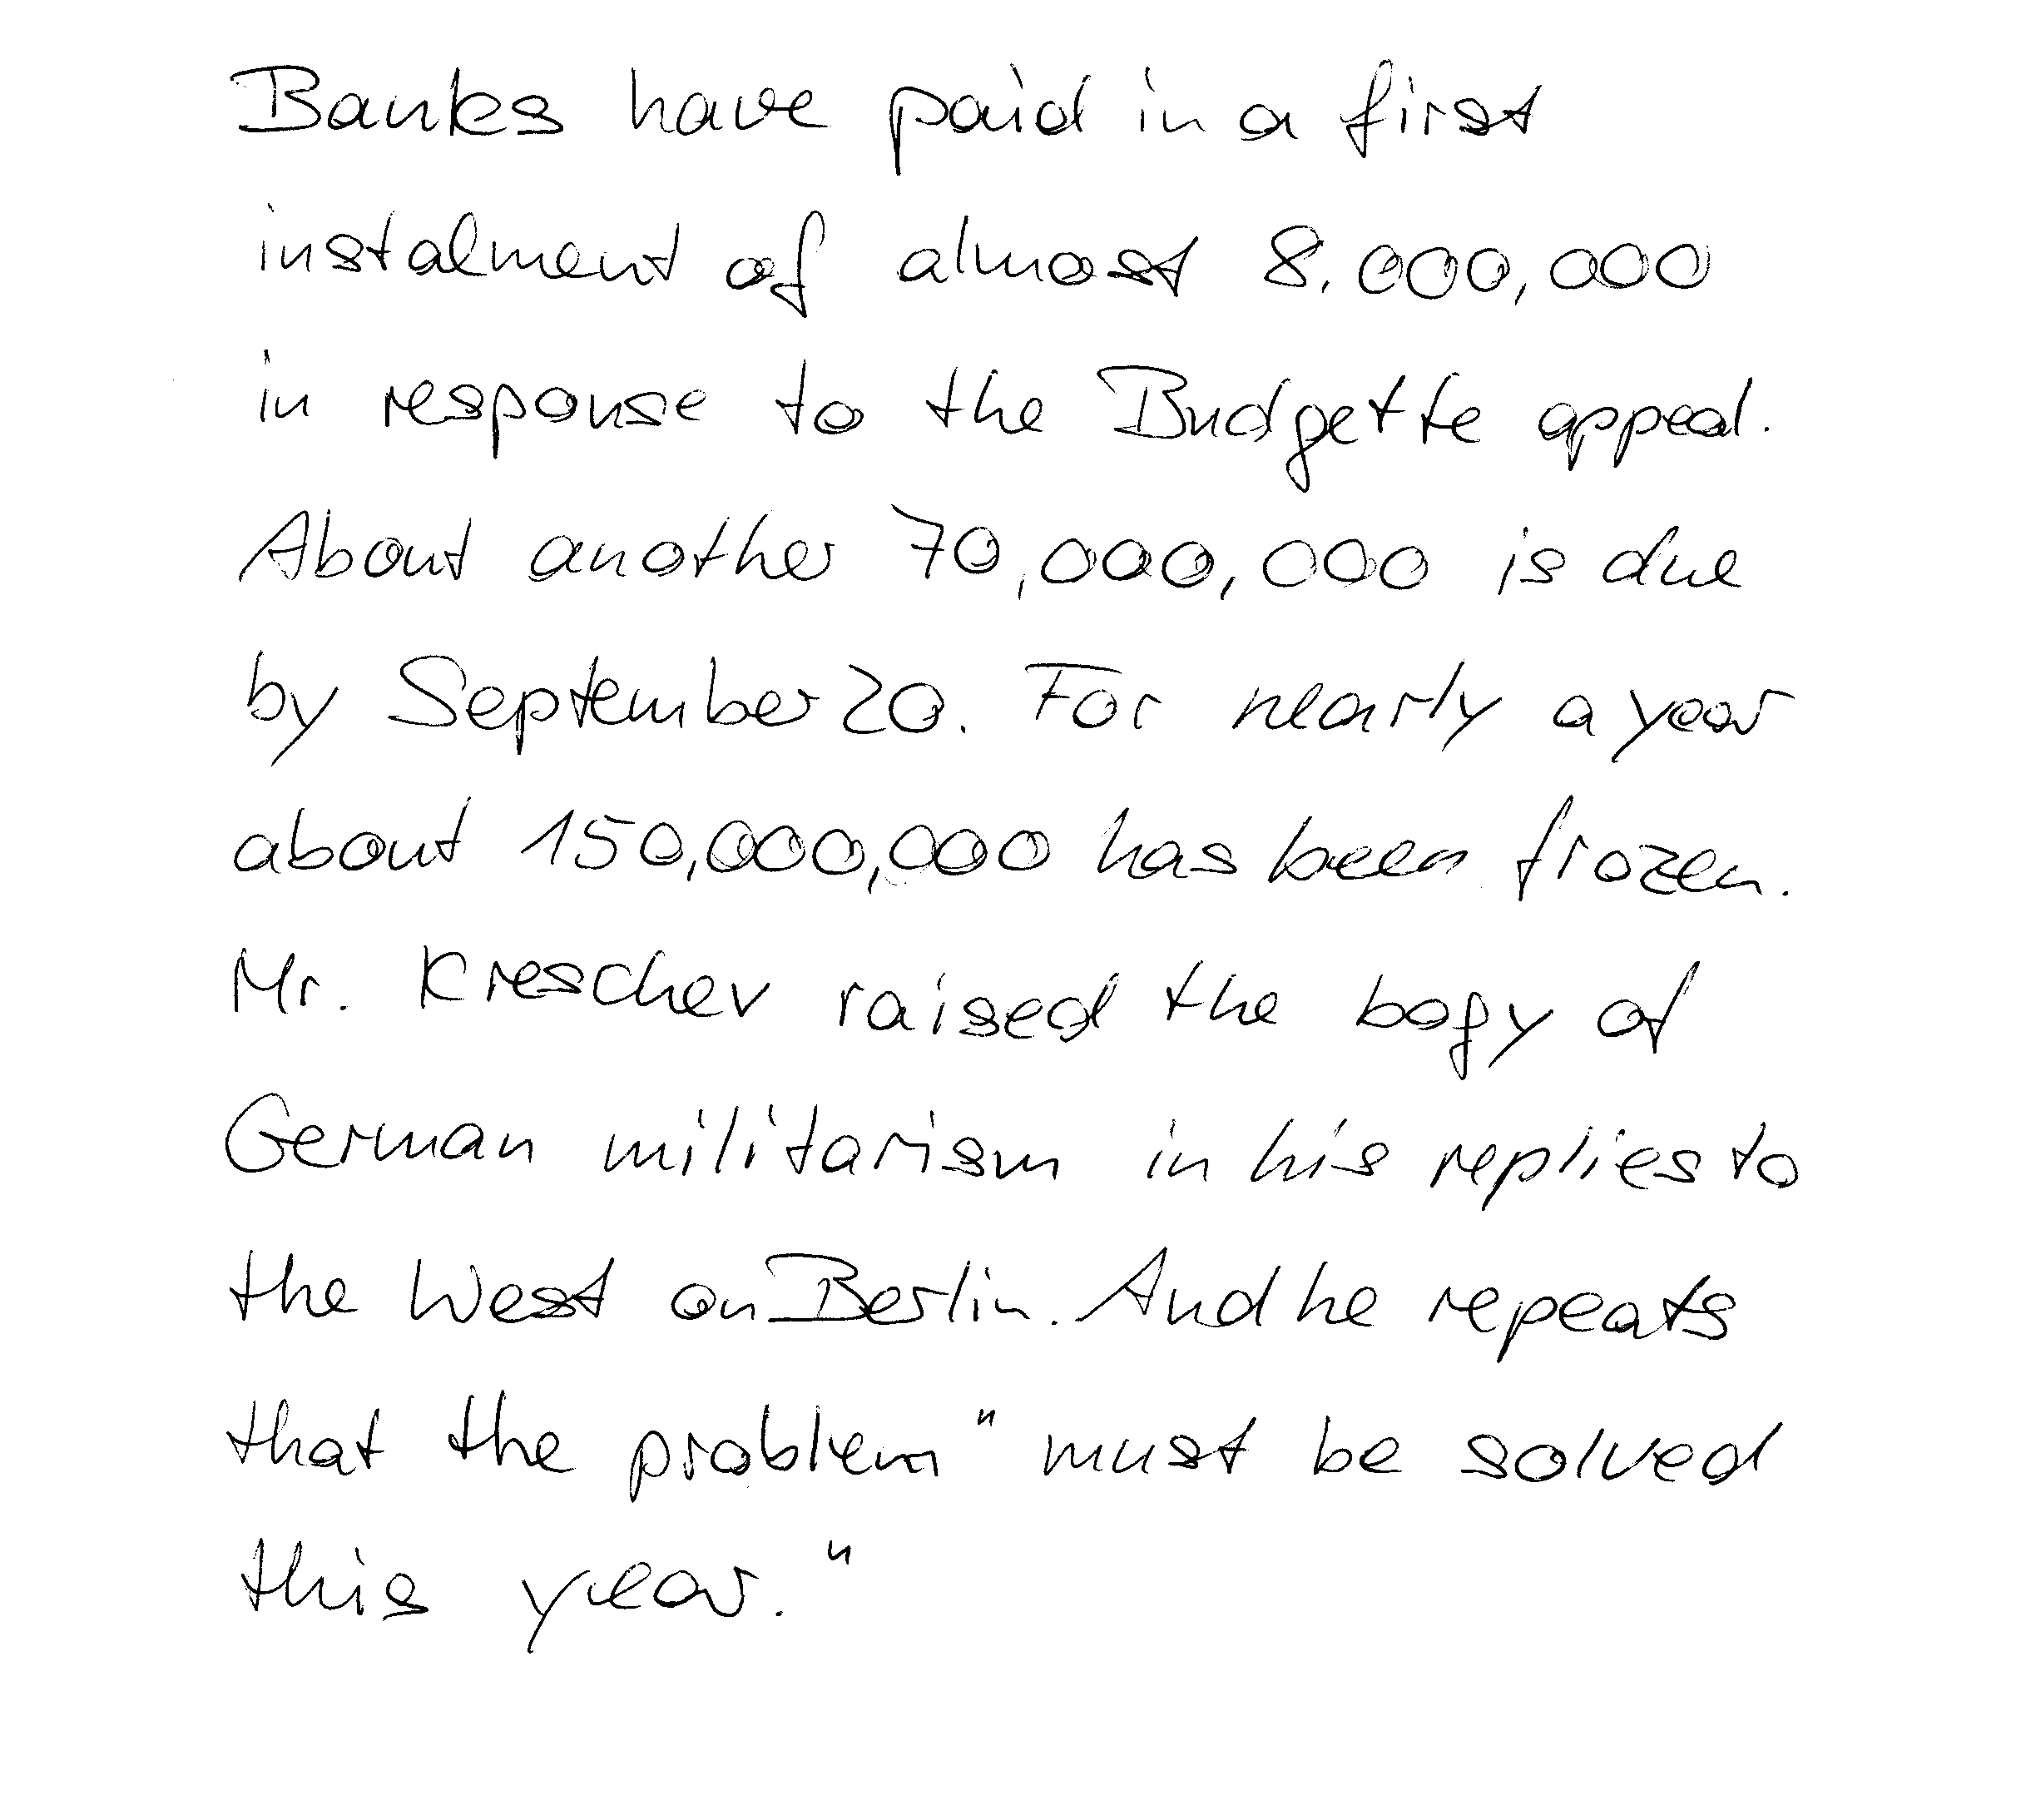 Banks have paid in a first
instalment of almost 8.000,000
in response to the Budgette appeal.
About another 70,000,000 is due
by September 20. For nearly a year
about 150,000,000 has been frozen.
Mr. Kreschev raised the bogy of
German militarism in his replies to
the West on Berlin. And he repeats
that the problem "must be solved
this year."